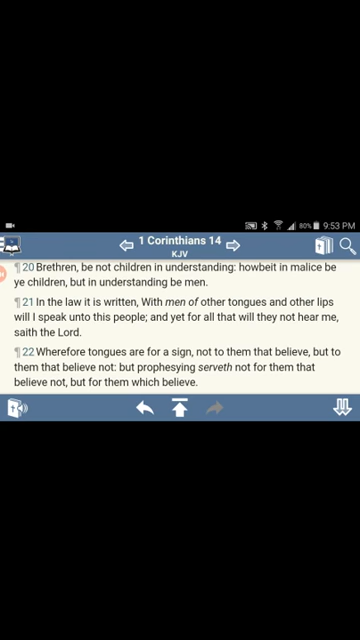 80% 9:53 PM
1 Corinthians 14
KJV
¶ 20 Brethren, be not children in understanding: howbeit in malice be
ye children, but in understanding be men.
¶ 21 In the law it is written, With men of other tongues and other lips
will I speak unto this people; and yet for all that will they not hear me,
saith the Lord.
¶ 22 Wherefore tongues are for a sign, not to them that believe, but to
them that believe not: but prophesying serveth not for them that
believe not, but for them which believe.